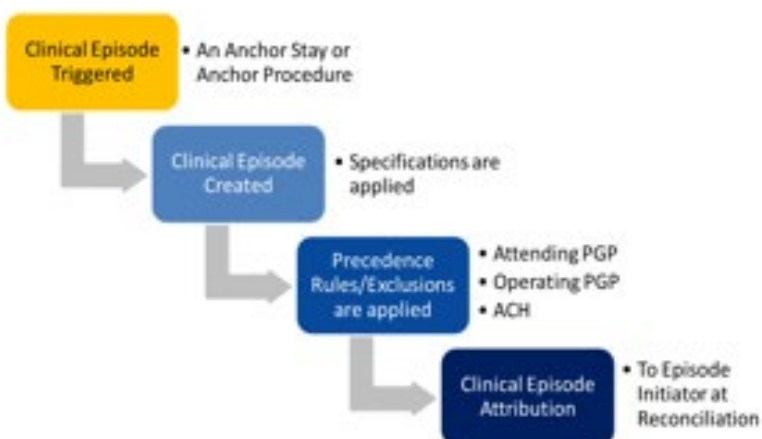 Clinical Episode
Triggered
• An Anchor Stay or
Anchor Procedure
Clinical Episode
Created
• Specifications are
applied
Precedence
Rules/Exclusions
are applied
• Attending PGP
• Operating PGP
• ACH
Clinical Episode
Attribution
• To Episode
Initiator at
Reconciliation